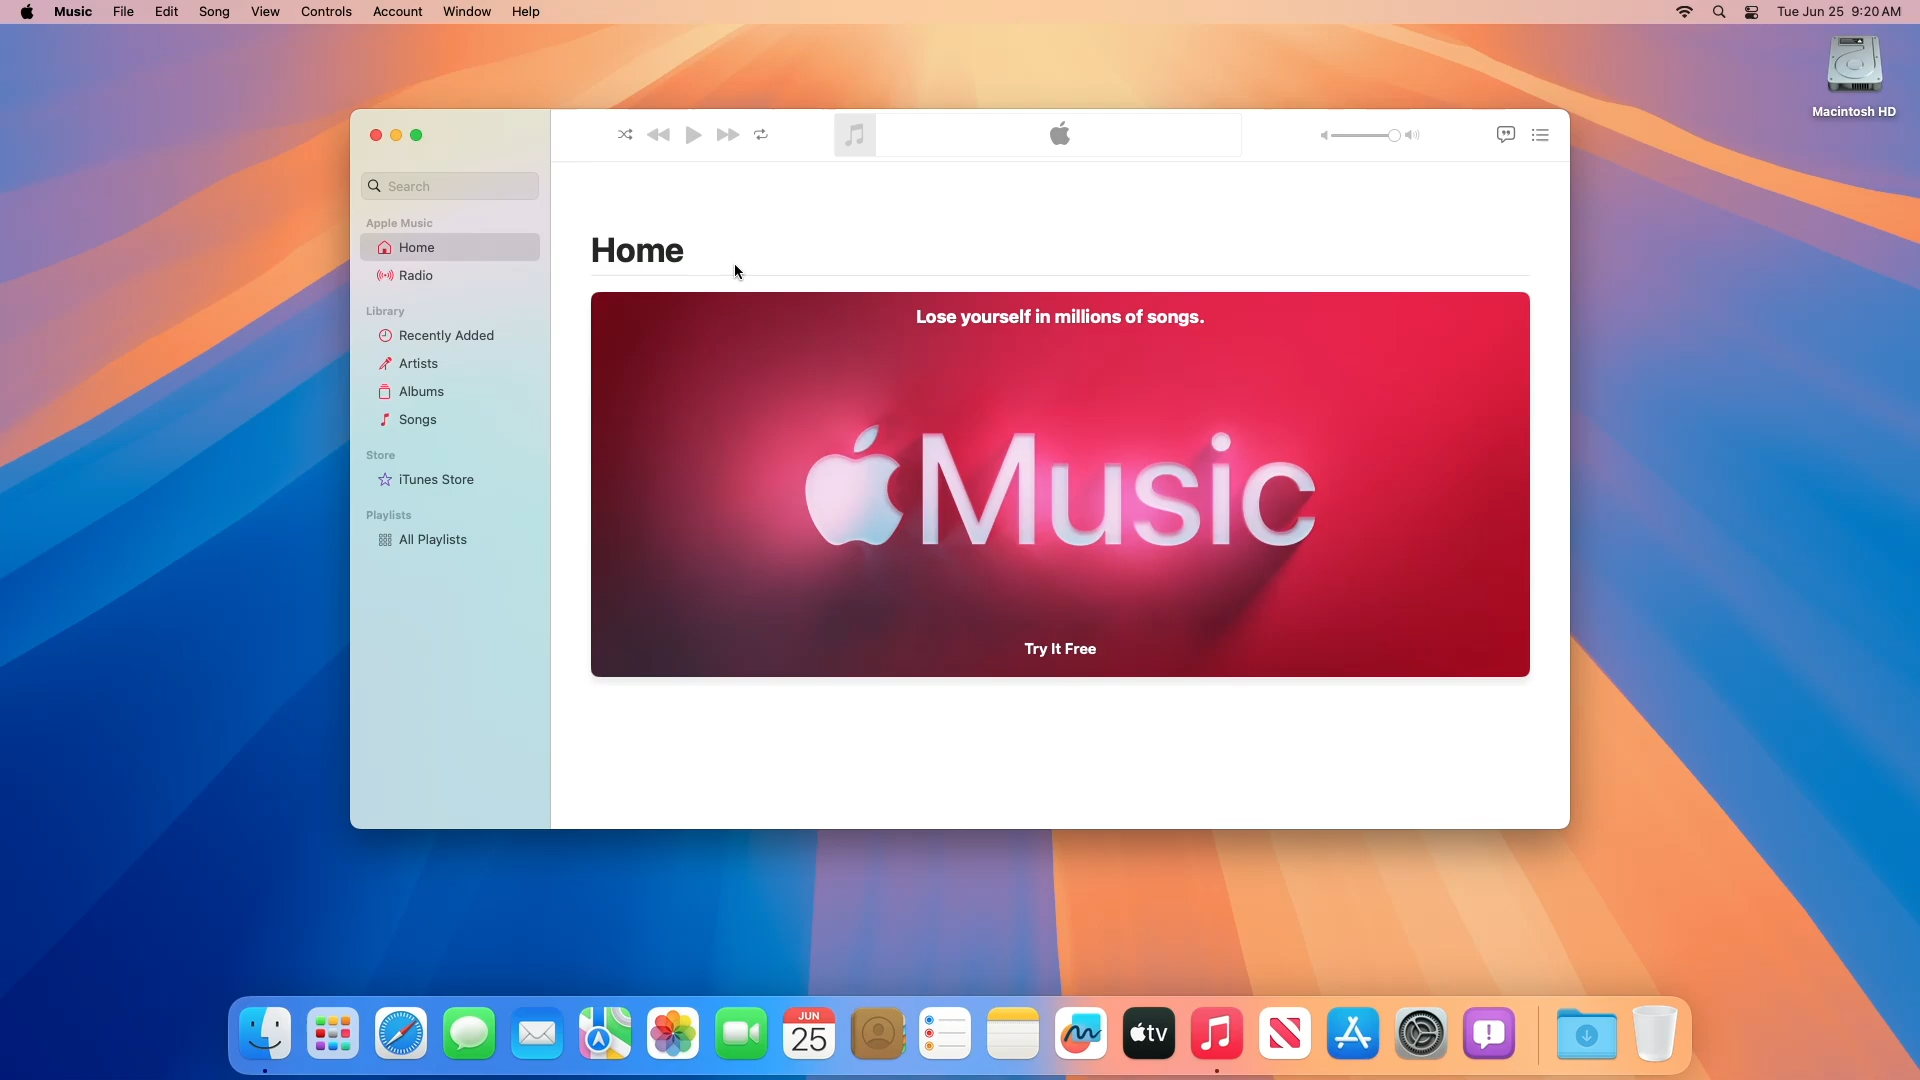 Music File Edit Song View Controls Account Window Help
Tue Jun 25 9:20 AM
Macintosh HD
Search
Apple Music
Home
Radio
Library
Recently Added
Artists
Albums
Songs
Store
iTunes Store
Playlists
All Playlists
Home
Lose yourself in millions of songs.
Music
Try It Free
JUN
25
tv